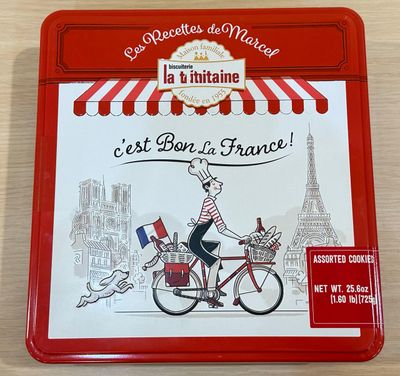 Les Recettes de Marcel
Maison familiale
biscuiterie
la trinitaine
fondée en 1955
c'est Bon La France !
ASSORTED COOKIES
NET WT. 25.6oz
(1.60 lb)(725g)